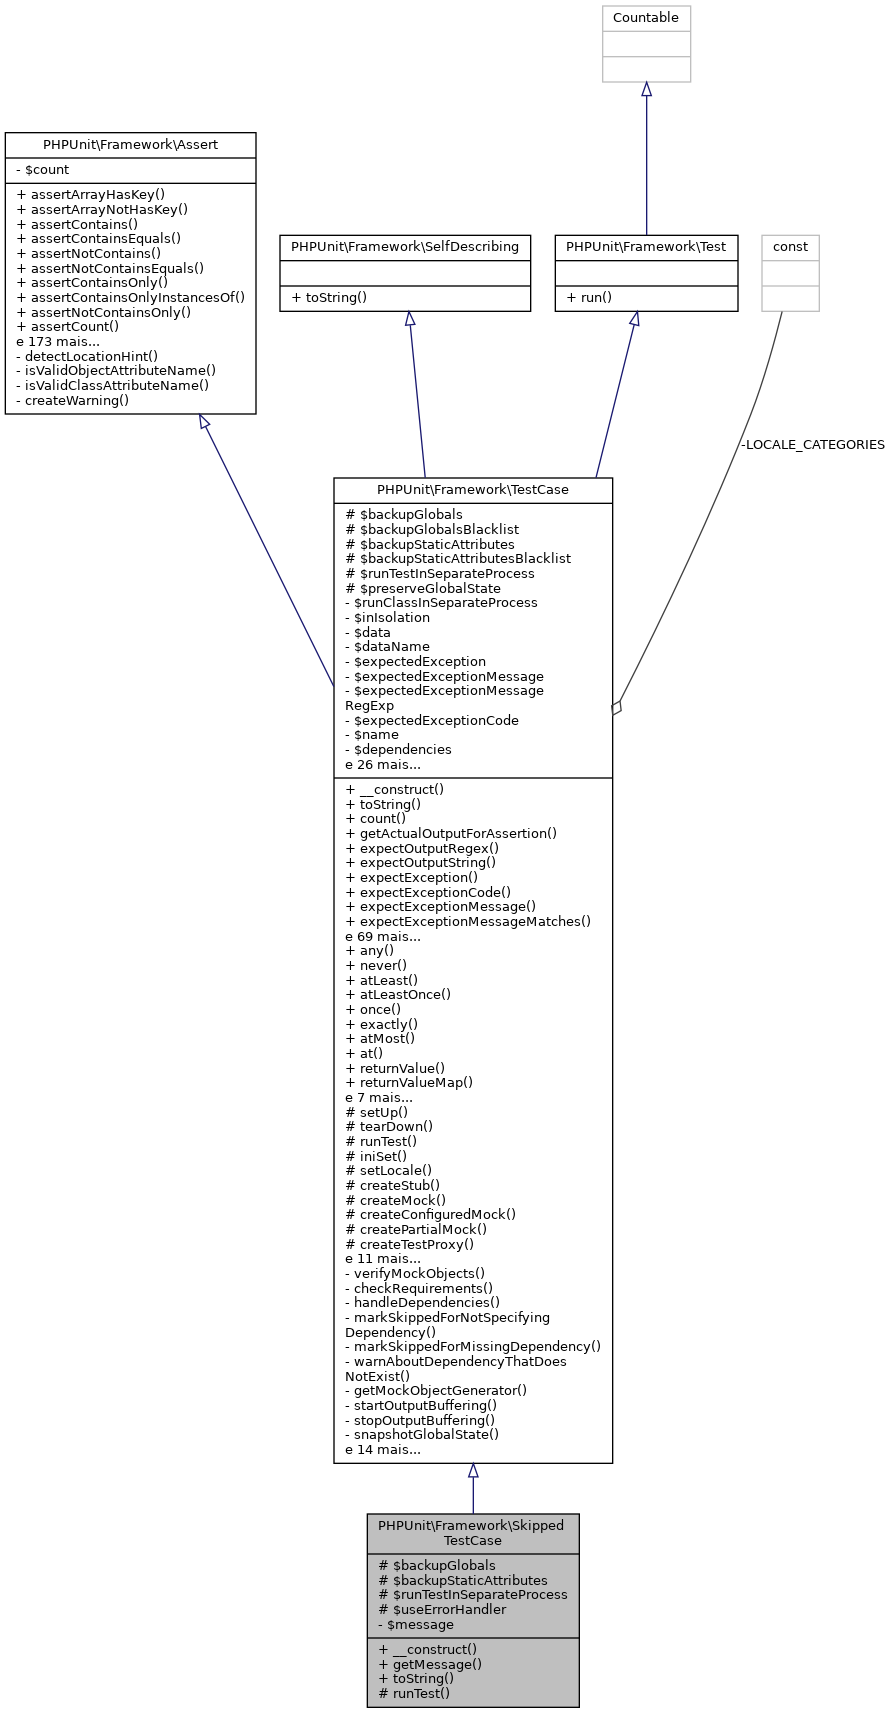 Countable
PHPUnit\Framework\Assert
- $count
+ assertArrayHasKey()
+ assertArrayNotHasKey()
+ assertContains()
+ assertContainsEquals()
+ assertNotContains()
+ assertNotContainsEquals()
+ assertContainsOnly()
+ assertContainsOnlyInstancesOf()
+ assertNotContainsOnly()
+ assertCount()
e 173 mais...
- detectLocationHint()
- isValidObjectAttributeName()
- isValidClassAttributeName()
- createWarning()
PHPUnit\Framework\SelfDescribing
+ toString()
PHPUnit\Framework\Test
+ run()
const
-LOCALE_CATEGORIES
PHPUnit\Framework\TestCase
# $backupGlobals
# $backupGlobalsBlacklist
# $backupStaticAttributes
# $backupStaticAttributesBlacklist
# $runTestInSeparateProcess
# $preserveGlobalState
- $runClassInSeparateProcess
- $inIsolation
- $data
- $dataName
- $expectedException
- $expectedExceptionMessage
- $expectedExceptionMessage
RegExp
- $expectedExceptionCode
- $name
- $dependencies
e 26 mais...
+ __construct()
+ toString()
+ count()
+ getActualOutputForAssertion()
+ expectOutputRegex()
+ expectOutputString()
+ expectException()
+ expectExceptionCode()
+ expectExceptionMessage()
+ expectExceptionMessageMatches()
e 69 mais...
+ any()
+ never()
+ atLeast()
+ atLeastOnce()
+ once()
+ exactly()
+ atMost()
+ at()
+ returnValue()
+ returnValueMap()
e 7 mais...
# setUp()
# tearDown()
# runTest()
# iniSet()
# setLocale()
# createStub()
# createMock()
# createConfiguredMock()
# createPartialMock()
# createTestProxy()
e 11 mais...
- verifyMockObjects()
- checkRequirements()
- handleDependencies()
- markSkippedForNotSpecifying
Dependency()
- markSkippedForMissingDependency()
- warnAboutDependencyThatDoes
NotExist()
- getMockObjectGenerator()
- startOutputBuffering()
- stopOutputBuffering()
- snapshotGlobalState()
e 14 mais...
PHPUnit\Framework\Skipped
TestCase
# $backupGlobals
# $backupStaticAttributes
# $runTestInSeparateProcess
# $useErrorHandler
- $message
+ __construct()
+ getMessage()
+ toString()
# runTest()